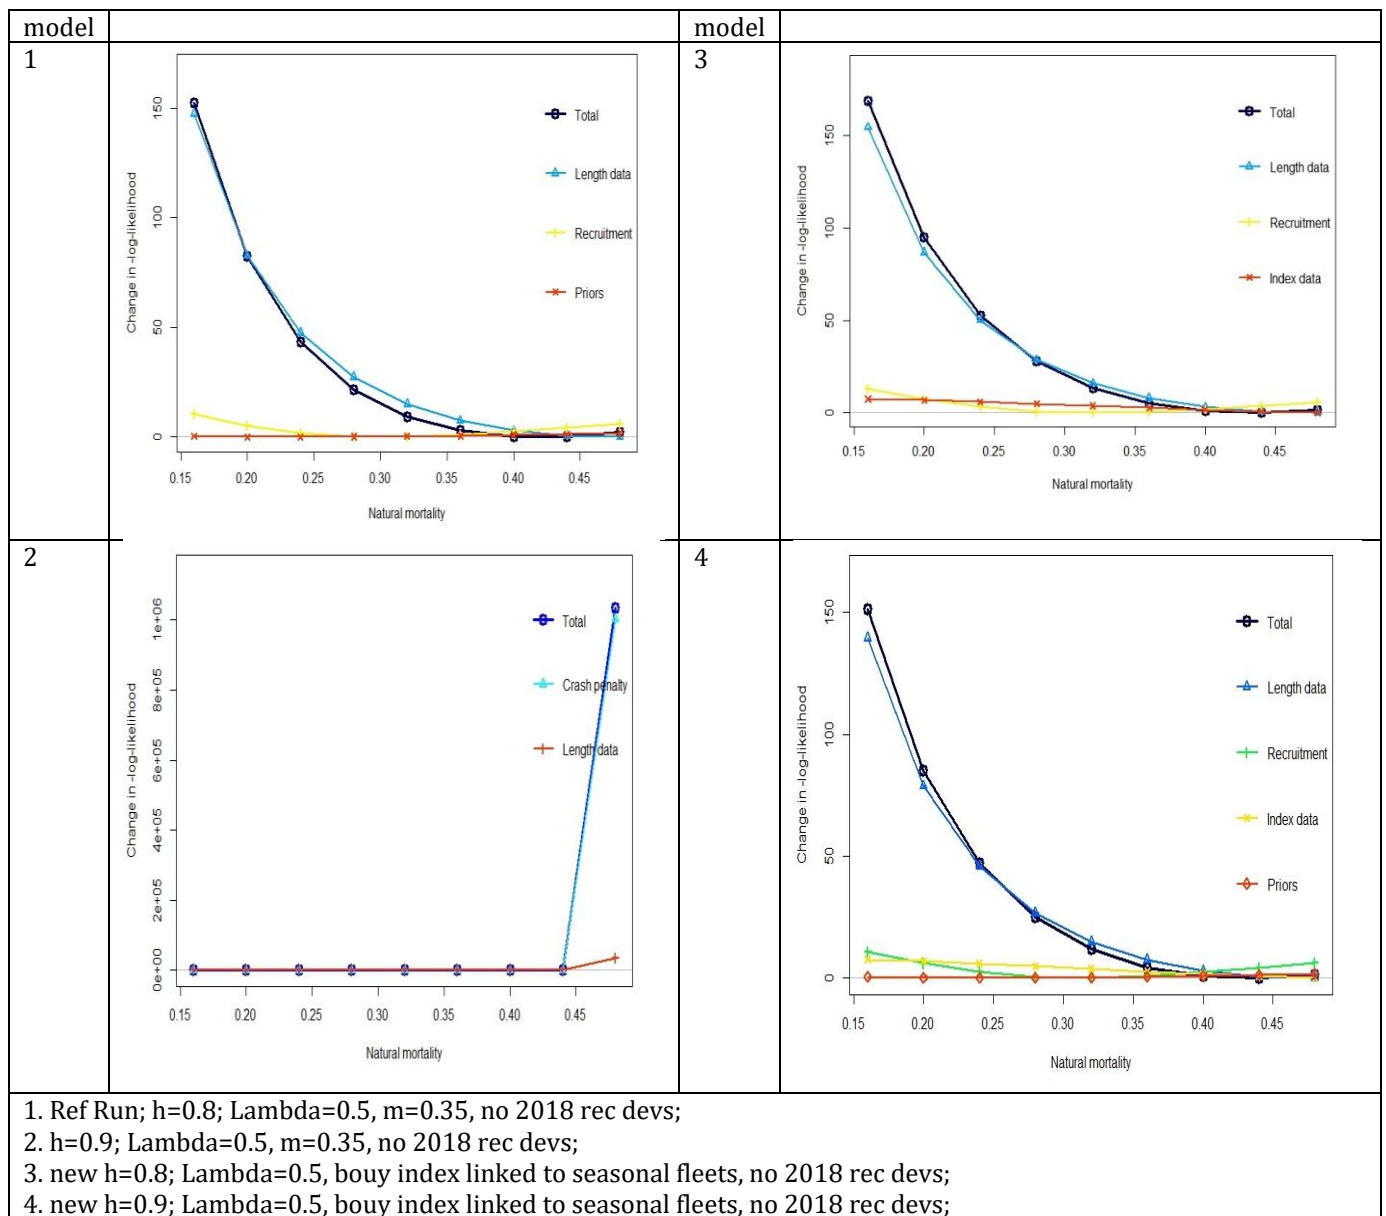 model
model
1
150
100
50
0
Change in -log-likelihood
Total
Length data
Recruitment
Priors
0.15 0.20 0.25 0.30 0.35 0.40 0.45
Natural mortality
3
150
100
50
0
Change in -log-likelihood
Total
Length data
Recruitment
Index data
0.15 0.20 0.25 0.30 0.35 0.40 0.45
Natural mortality
2
1e+06
8e+05
6e+05
4e+05
2e+05
0e+00
Change in -log-likelihood
Total
Crash penalty
Length data
0.15 0.20 0.25 0.30 0.35 0.40 0.45
Natural mortality
4
150
100
50
0
Change in -log-likelihood
Total
Length data
Recruitment
Index data
Priors
0.15 0.20 0.25 0.30 0.35 0.40 0.45
Natural mortality
1. Ref Run; h=0.8; Lambda=0.5, m=0.35, no 2018 rec devs;
2. h=0.9; Lambda=0.5, m=0.35, no 2018 rec devs;
3. new h=0.8; Lambda=0.5, bouy index linked to seasonal fleets, no 2018 rec devs;
4. new h=0.9; Lambda=0.5, bouy index linked to seasonal fleets, no 2018 rec devs;